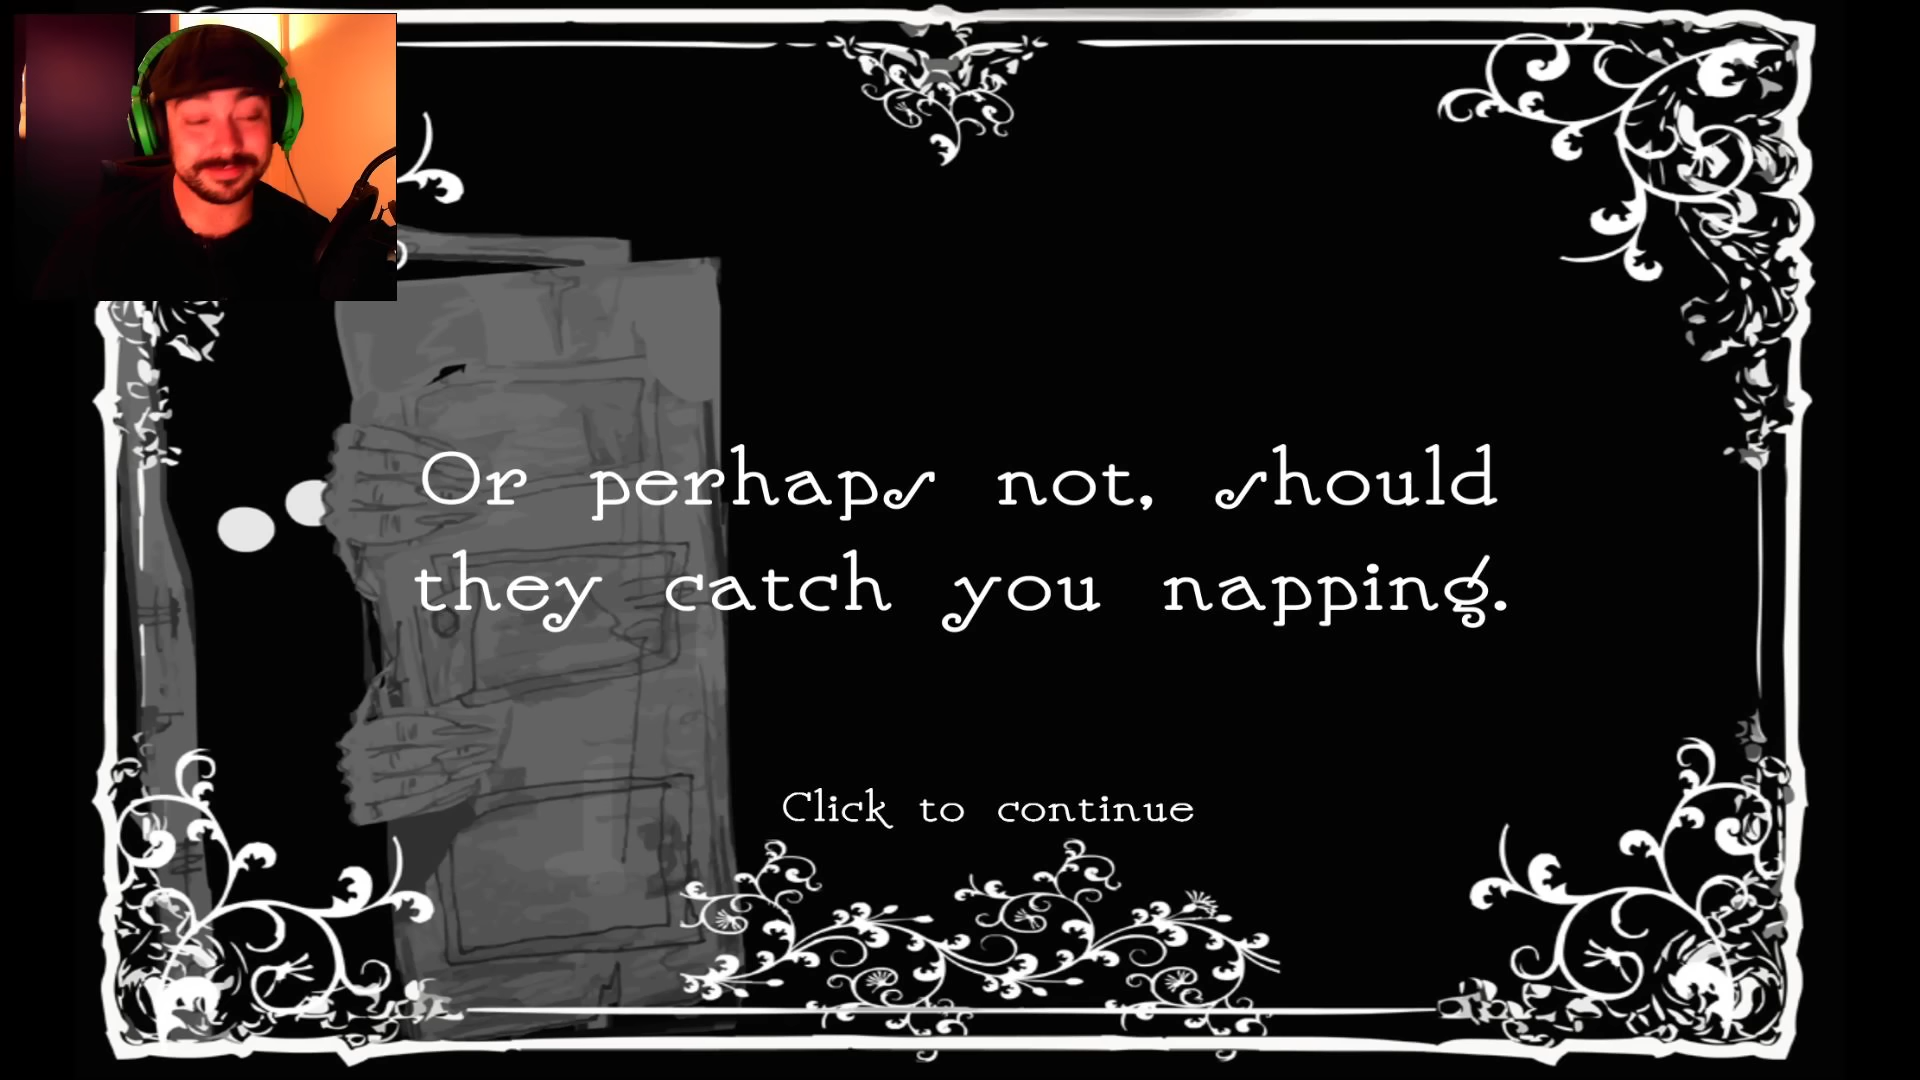 Or perhaps not, should
they catch you napping.
Click to continue